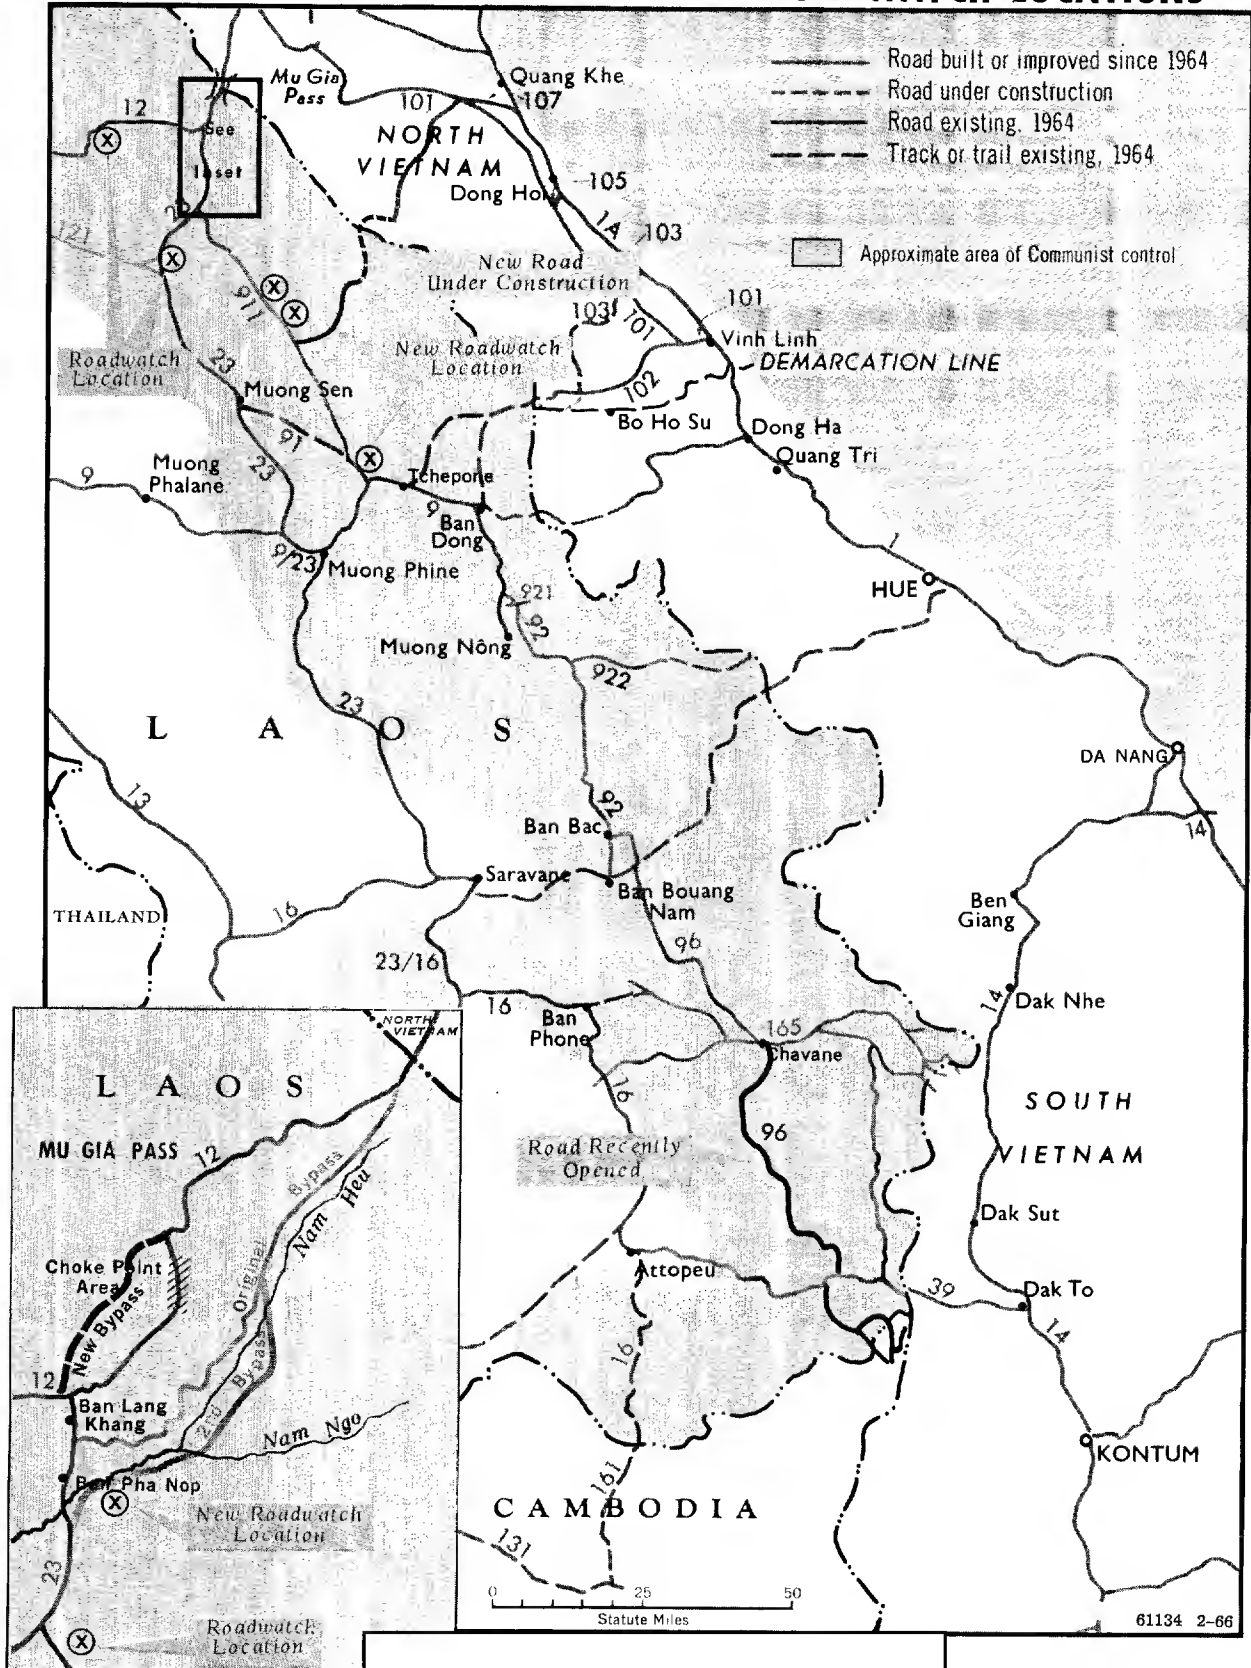 LOCATIONS
Road built or improved since 1964
Road under construction
Road existing, 1964
Track or trail existing, 1964
Approximate area of Communist control
Mu Gia
Pass
Quang Khe
107
101
12
See
Inset
NORTH
VIETNAM
Dong Hoi
105
1A
103
23
121
New Road
Under Construction
103
101
101
911
Vinh Linh
DEMARCATION LINE
New Roadwatch
Location
Roadwatch
Location
23
102
Muong Sen
Bo Ho Su
Dong Ha
91
23
Quang Tri
Muong
Phalane
9
Tchepone
9
Ban
Dong
1
9/23
Muong Phine
HUE
921
92
Muong Nông
922
23
L A O S
DA NANG
13
92
Ban Bac
14
Saravane
Ban Bouang
Nam
Ben
Giang
THAILAND
16
96
23/16
16
Dak Nhe
14
Ban
Phone
165
Chavane
16
SOUTH
VIETNAM
96
Road Recently
Opened
Dak Sut
Attopeu
39
Dak To
14
16
KONTUM
161
CAMBODIA
131
0 25 50
Statute Miles
61134 2-66
NORTH
VIETNAM
L A O S
MU GIA PASS
12
Bypass
Nam Heu
Choke Point
Area
Original
New Bypass
2nd Bypass
12
Ban Lang
Khang
Nam Ngo
Ban Pha Nop
New Roadwatch
Location
23
Roadwatch
Location